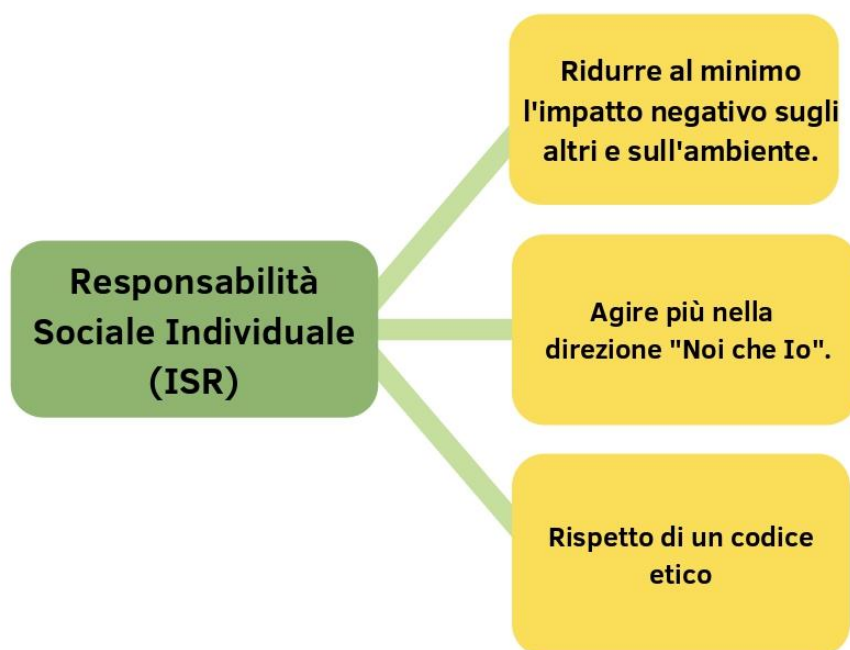 Responsabilità
Sociale Individuale
(ISR)
Ridurre al minimo
l'impatto negativo sugli
altri e sull'ambiente.
Agire più nella
direzione "Noi che Io".
Rispetto di un codice
etico